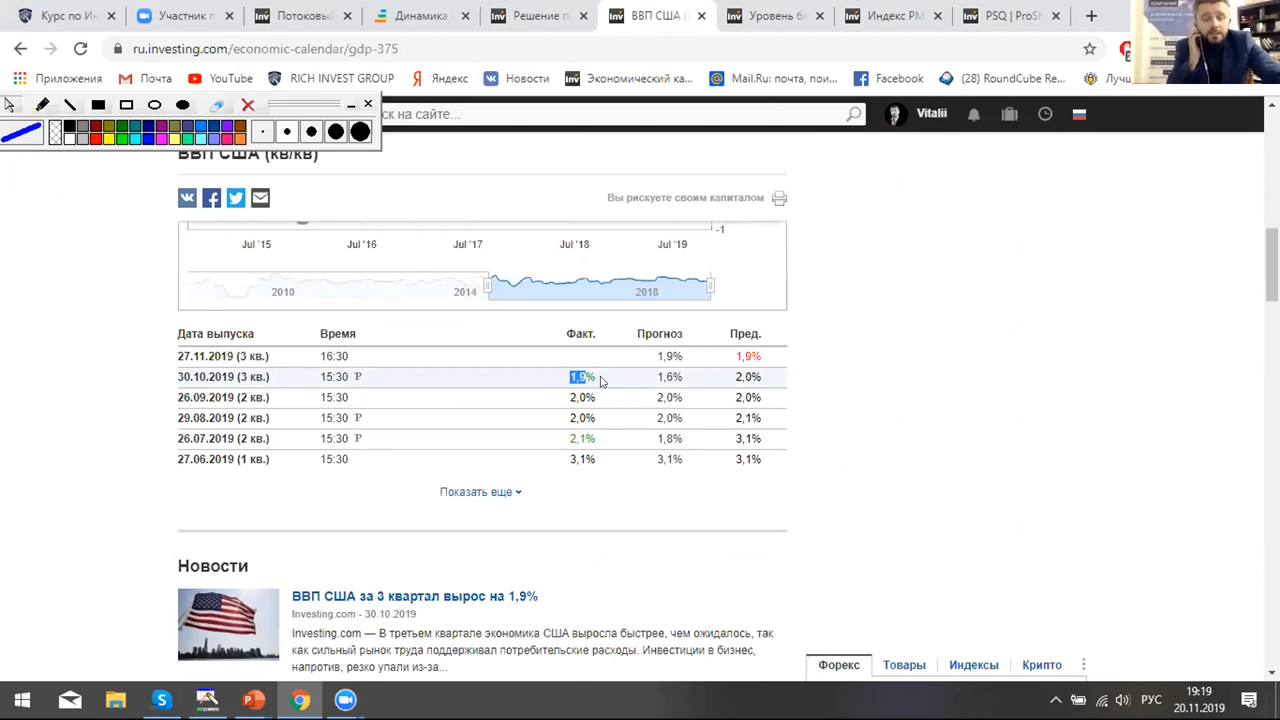 Курс по Ин
Участник п
Потоковый
Динамика
Решение п
ВВП США (
Уровень б
Индекс
PSQ | ProSh
ru.investing.com/economic-calendar/gdp-375
Приложения
Почта
YouTube
RICH INVEST GROUP
Яндекс
Новости
Экономический ка...
Mail.Ru: почта, пои...
Facebook
(28) RoundCube Re...
Лучш
ск на сайте...
Vitalii
ВВП США (кв/кв)
Вы рискуете своим капиталом
-1
Jul '15 Jul '16 Jul '17 Jul '18 Jul '19
2010 2014 2018
Дата выпуска Время Факт. Прогноз Пред.
27.11.2019 (3 кв.) 16:30 1,9% 1,9%
30.10.2019 (3 кв.) 15:30 P 1,9% 1,6% 2,0%
26.09.2019 (2 кв.) 15:30 2,0% 2,0% 2,0%
29.08.2019 (2 кв.) 15:30 P 2,0% 2,0% 2,1%
26.07.2019 (2 кв.) 15:30 P 2,1% 1,8% 3,1%
27.06.2019 (1 кв.) 15:30 3,1% 3,1% 3,1%
Показать еще
Новости
ВВП США за 3 квартал вырос на 1,9%
Investing.com - 30.10.2019
Investing.com — В третьем квартале экономика США выросла быстрее, чем ожидалось, так
как сильный рынок труда поддерживал потребительские расходы. Инвестиции в бизнес,
напротив, резко упали из-за...
Форекс Товары Индексы Крипто
РУС
19:19
20.11.2019